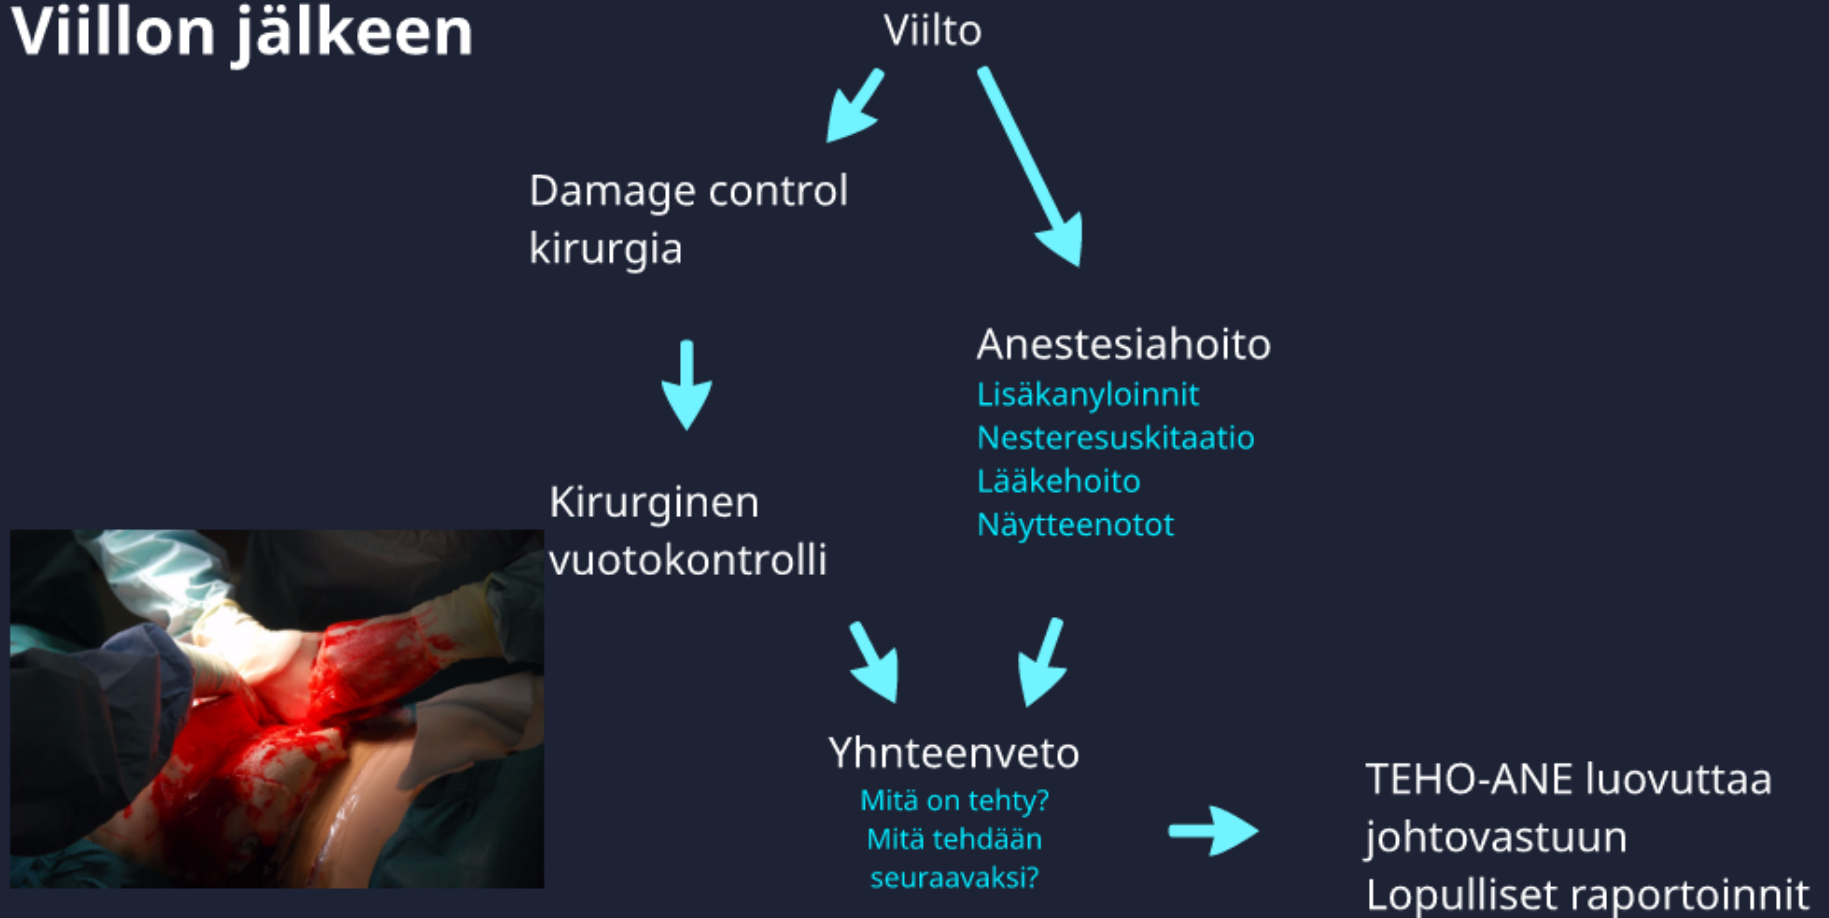 Viillon jälkeen
Viilto
Damage control
kirurgia
Anestesiahoito
Lisäkanyloinnit
Nesteresuskitaatio
Lääkehoito
Näytteenotot
Kirurginen
vuotokontrolli
Yhnteenveto
Mitä on tehty?
Mitä tehdään
seuraavaksi?
TEHO-ANE luovuttaa
johtovastuun
Lopulliset raportoinnit